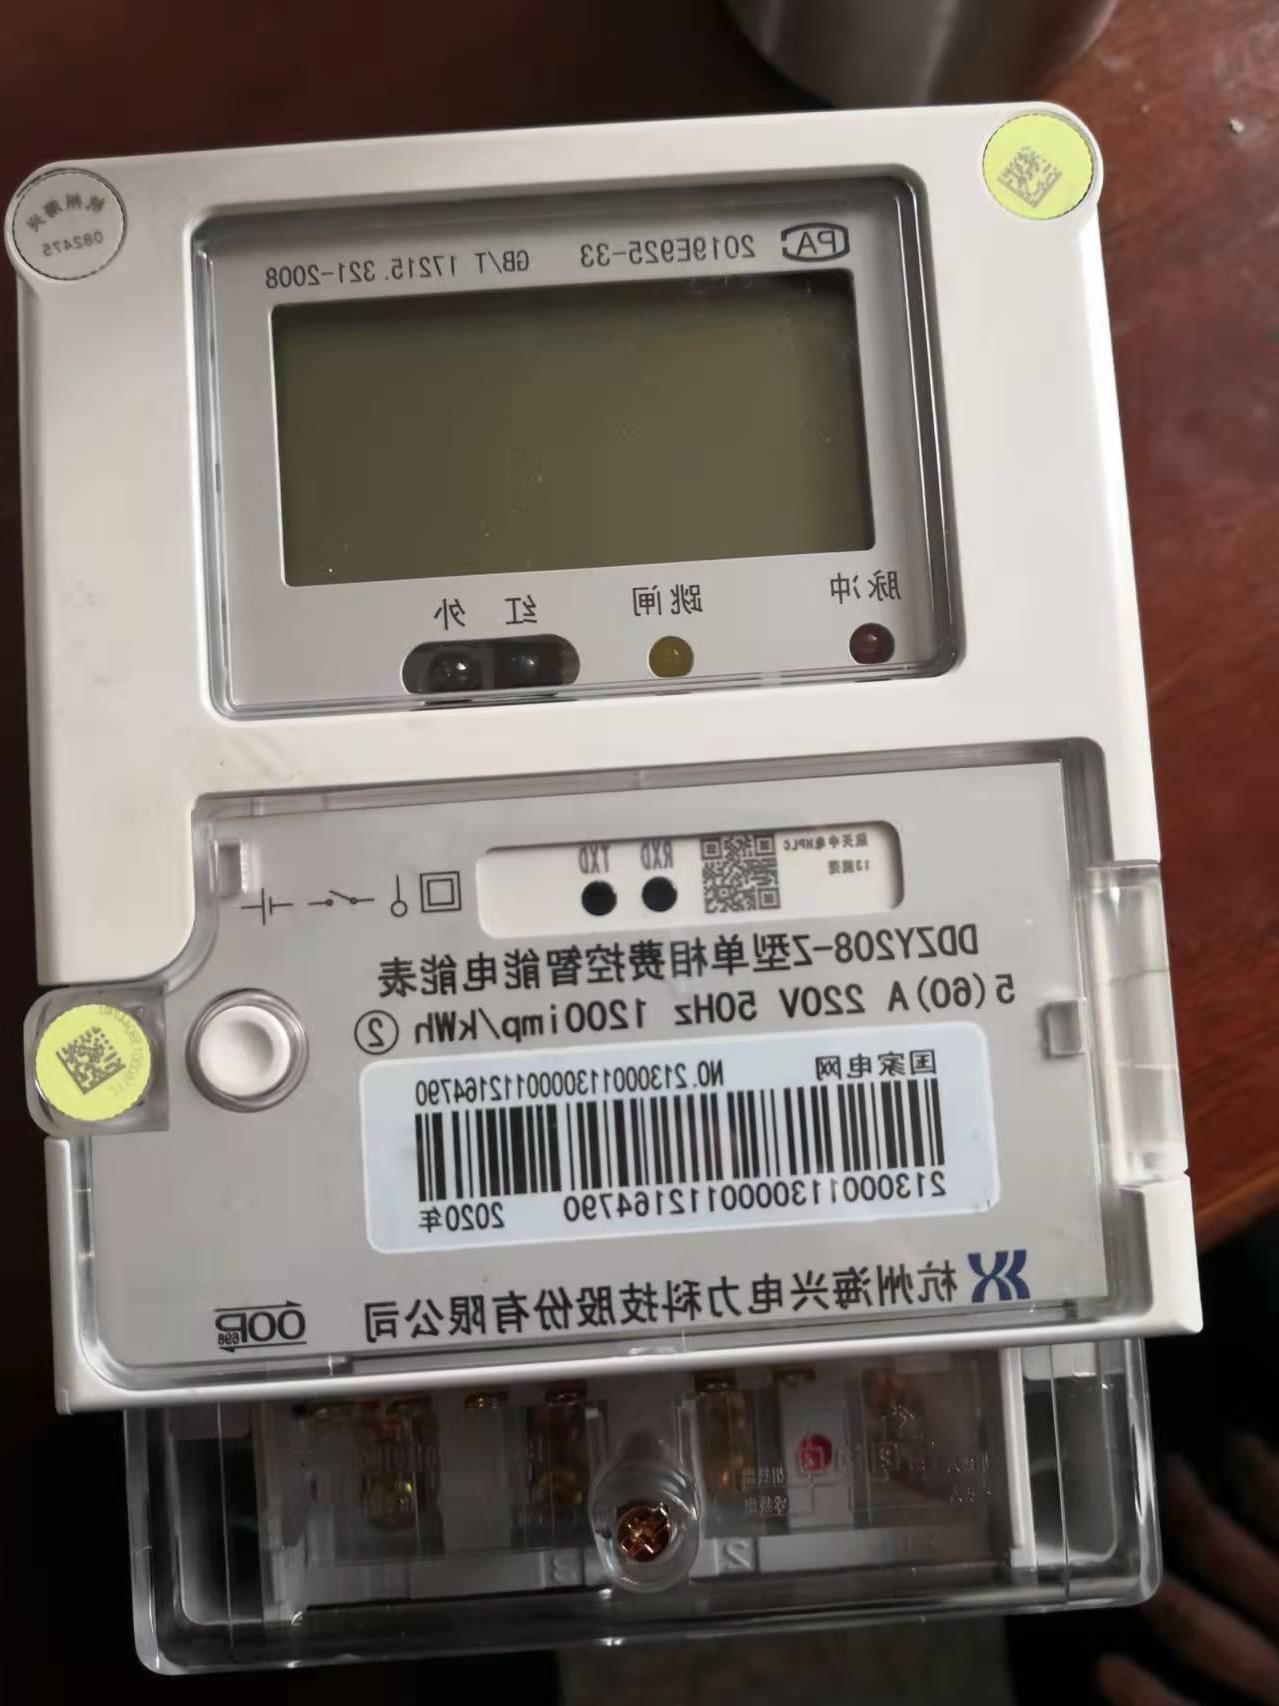 杭州海兴
082475
PA 2019E925-33 GB/T 17215.321-2008
脉冲 跳闸 红外
RXD TXD
DDZY208-Z型单相费控智能电能表
5(60)A 220V 50Hz 1200imp/kWh ②
国家电网 NO.2130001130000112164790
2130001130000112164790 2020年
杭州海兴电力科技股份有限公司
OOP
698